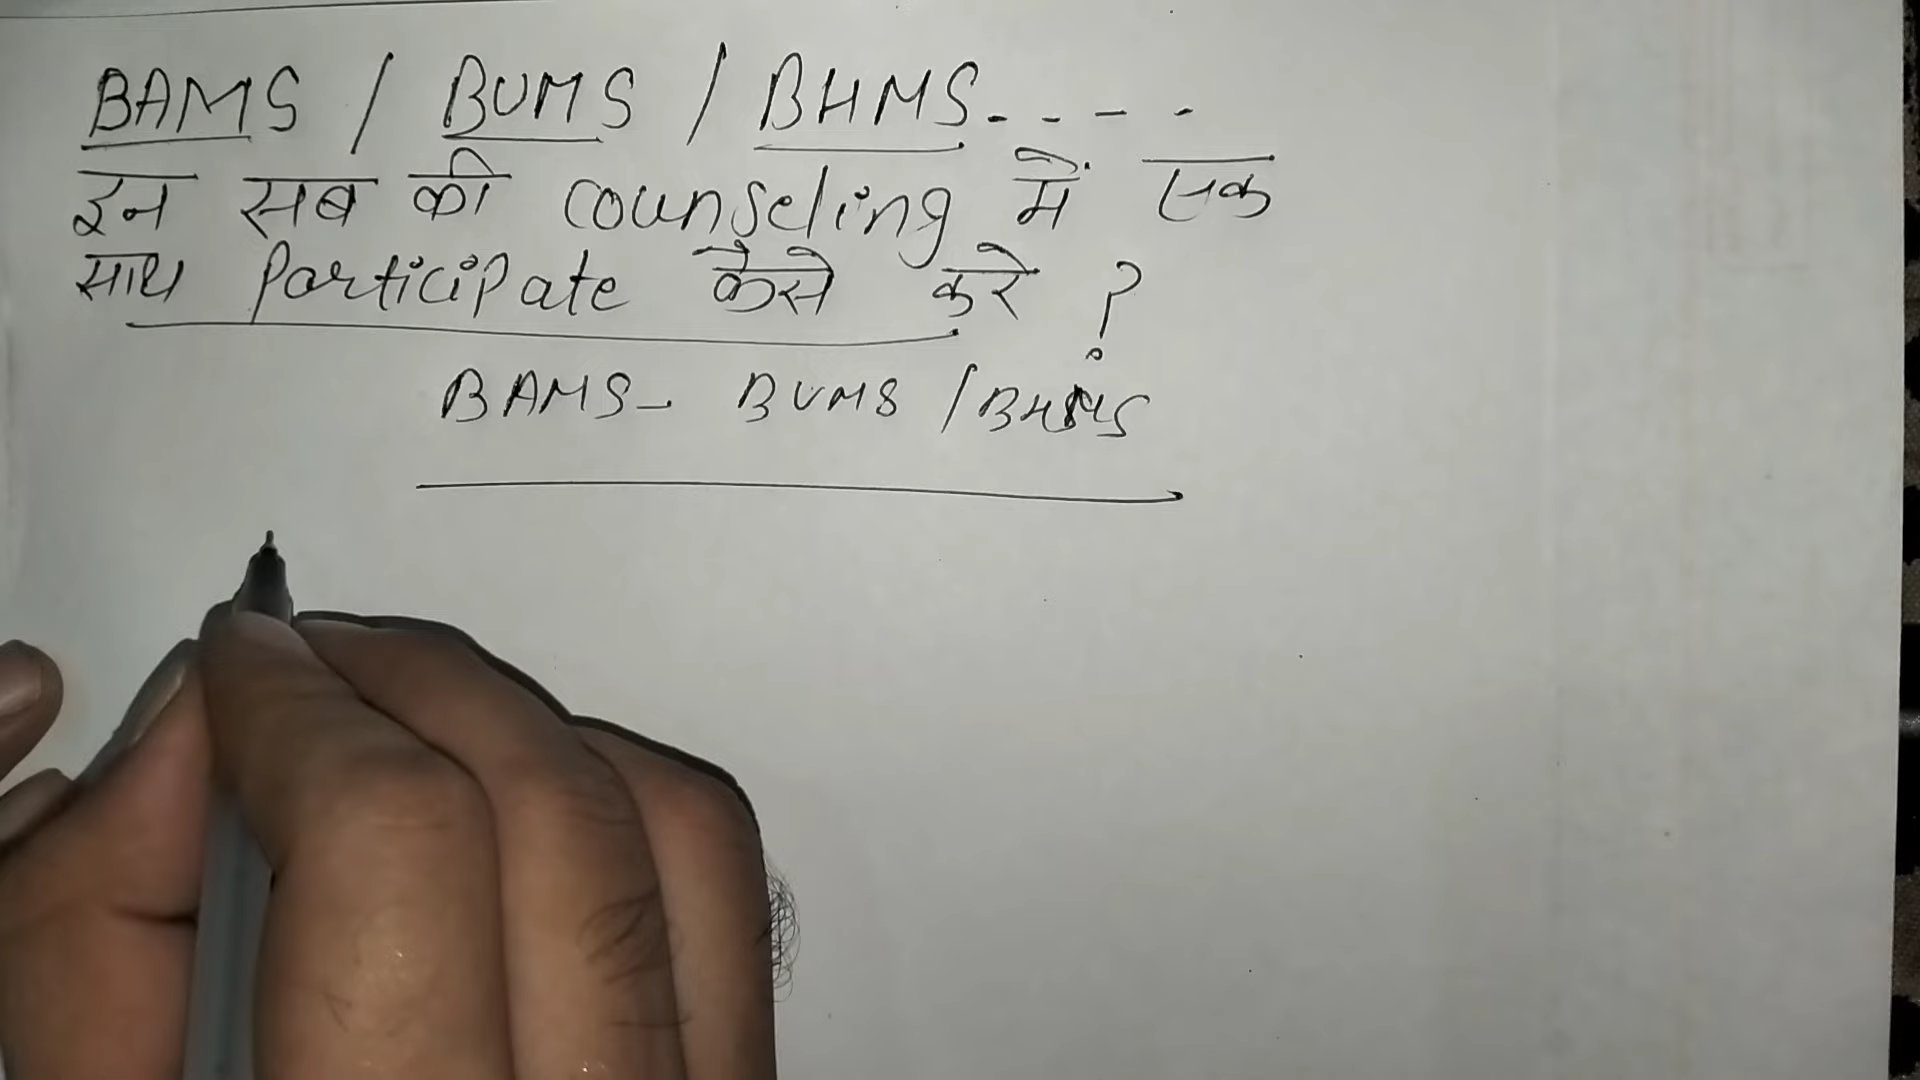 BAMS / BUMS / BHMS- - - -
इन सब की counseling में एक
साथ Participate कैसे करे ?
BAMS- BUMS / BHMS